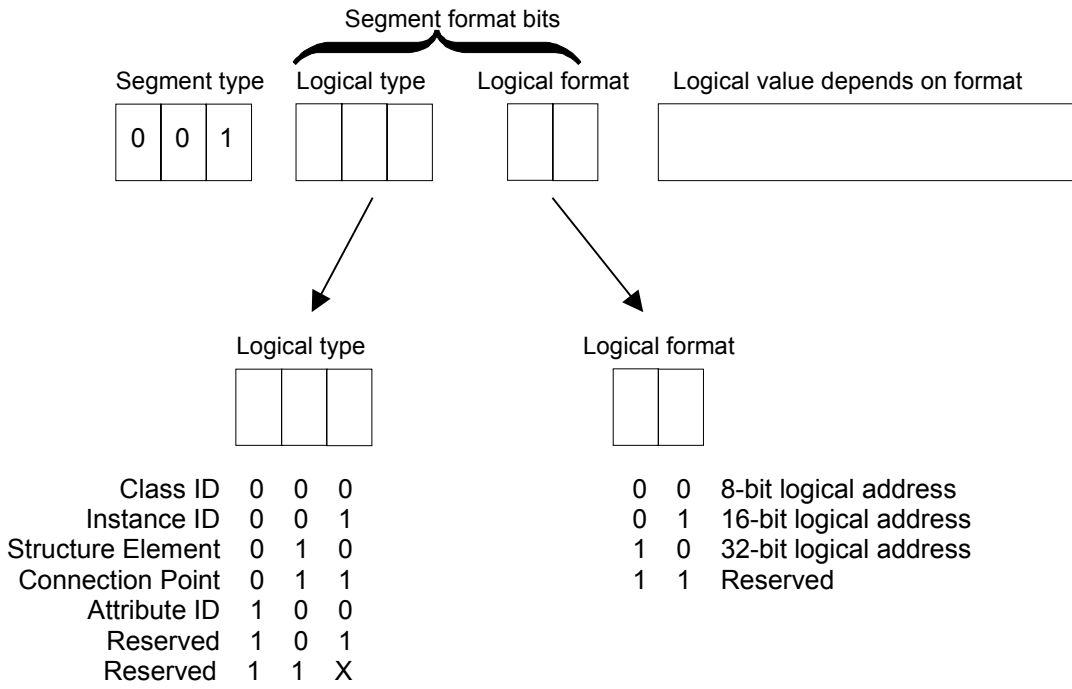 Segment format bits
Segment type Logical type Logical format Logical value depends on format
0 0 1
Logical type Logical format
Class ID 0 0 0 0 0 8-bit logical address
Instance ID 0 0 1 0 1 16-bit logical address
Structure Element 0 1 0 1 0 32-bit logical address
Connection Point 0 1 1 1 1 Reserved
Attribute ID 1 0 0
Reserved 1 0 1
Reserved 1 1 X